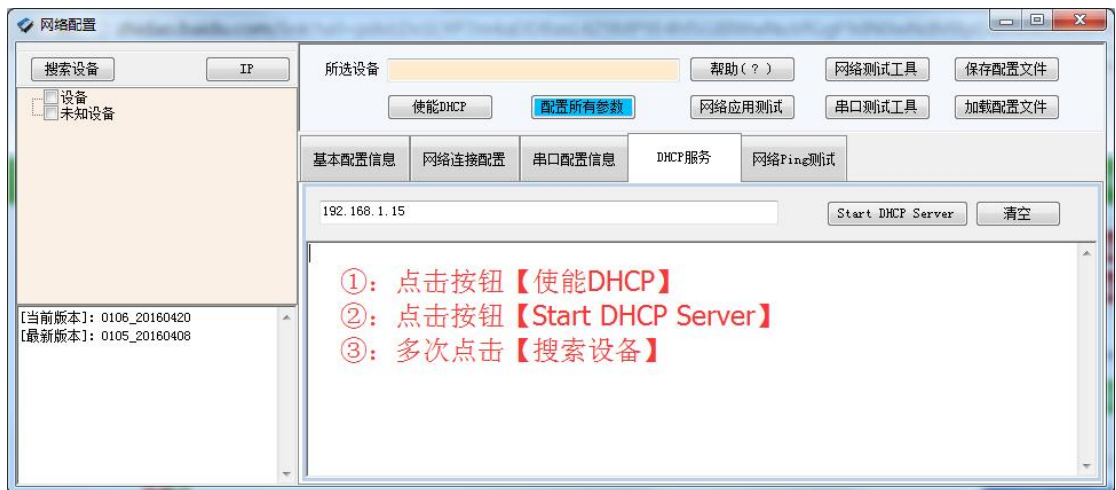 网络配置
搜索设备
IP
设备
未知设备
[当前版本]: 0106_20160420
[最新版本]: 0105_20160408
所选设备
帮助(？)
网络测试工具
保存配置文件
使能DHCP
配置所有参数
网络应用测试
串口测试工具
加载配置文件
基本配置信息
网络连接配置
串口配置信息
DHCP服务
网络Ping测试
192.168.1.15
Start DHCP Server
清空
①：点击按钮【使能DHCP】
②：点击按钮【Start DHCP Server】
③：多次点击【搜索设备】